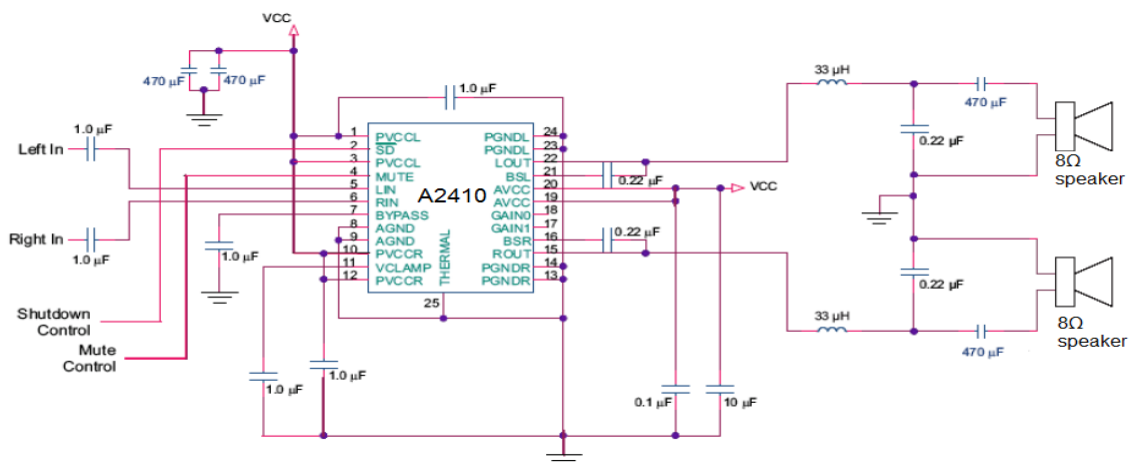 VCC
470 µF 470 µF
1.0 µF
33 µH
470 µF
1.0 µF
Left In
0.22 µF
8Ω
speaker
1 PVCCL PGNDL 24
2 SD PGNDL 23
3 PVCCL LOUT 22
4 MUTE BSL 21
0.22 µF
5 LIN AVCC 20
VCC
6 RIN AVCC 19
A2410
7 BYPASS GAIN0 18
8 AGND GAIN1 17
9 AGND BSR 16
0.22 µF
10 PVCCR ROUT 15
11 VCLAMP PGNDR 14
12 PVCCR PGNDR 13
THERMAL
25
Right In
1.0 µF
1.0 µF
0.22 µF
Shutdown
Control
Mute
Control
33 µH
470 µF
8Ω
speaker
1.0 µF
1.0 µF
0.1 µF
10 µF